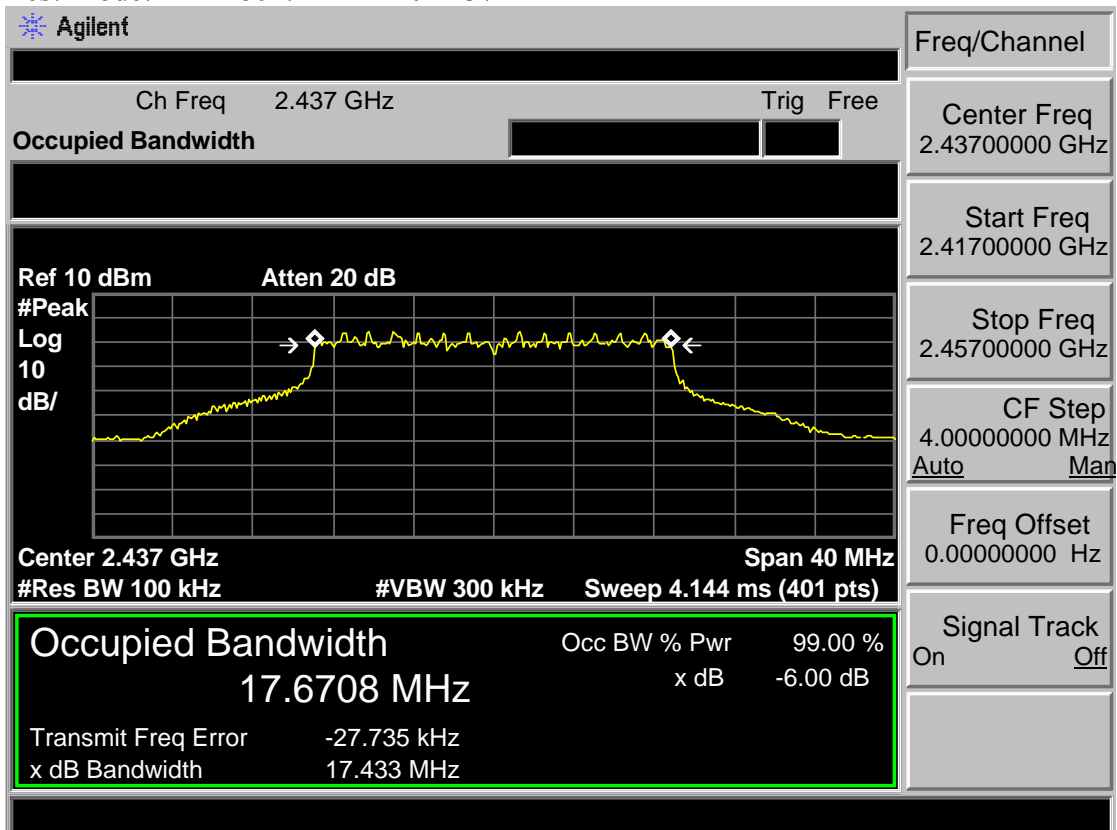 Agilent
Freq/Channel
Ch Freq 2.437 GHz Trig Free
Occupied Bandwidth
Center Freq
2.43700000 GHz
Start Freq
2.41700000 GHz
Stop Freq
2.45700000 GHz
CF Step
4.00000000 MHz
Auto Man
Freq Offset
0.00000000 Hz
Signal Track
On Off
Ref 10 dBm Atten 20 dB
#Peak
Log
10
dB/
Center 2.437 GHz Span 40 MHz
#Res BW 100 kHz #VBW 300 kHz Sweep 4.144 ms (401 pts)
Occupied Bandwidth Occ BW % Pwr 99.00 %
17.6708 MHz x dB -6.00 dB
Transmit Freq Error -27.735 kHz
x dB Bandwidth 17.433 MHz